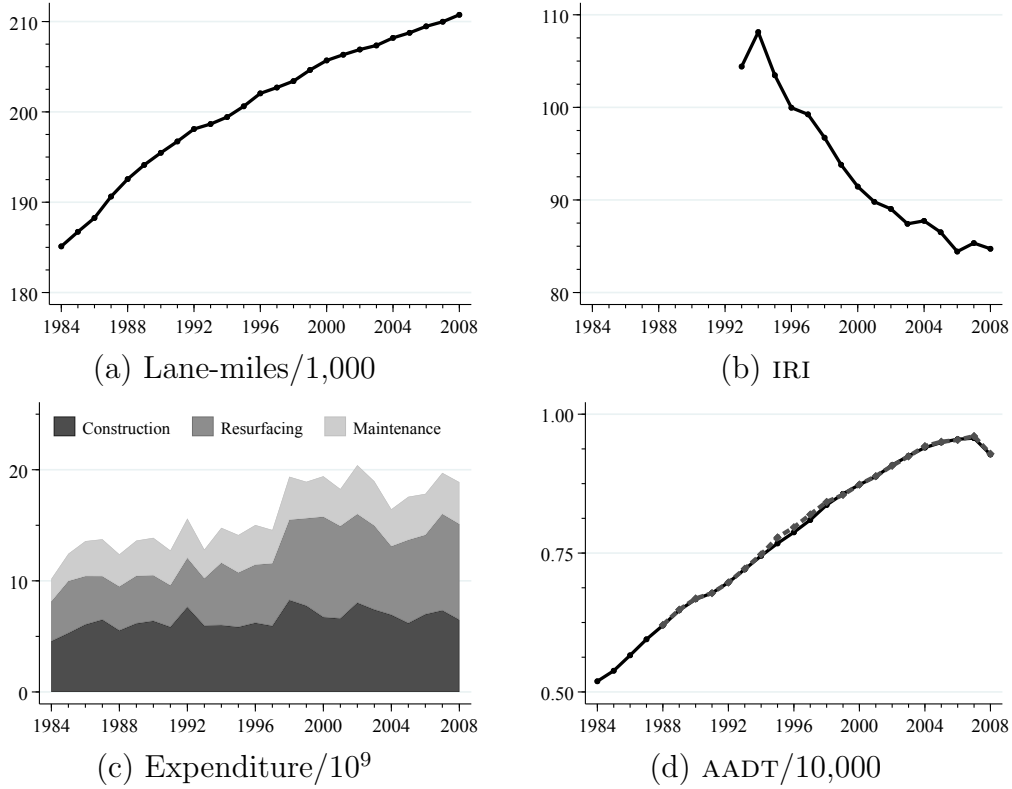 210
200
190
180
1984 1988 1992 1996 2000 2004 2008
(a) Lane-miles/1,000
110
100
90
80
1984 1988 1992 1996 2000 2004 2008
(b) IRI
Construction Resurfacing Maintenance
20
10
0
1984 1988 1992 1996 2000 2004 2008
(c) Expenditure/10⁹
1.00
0.75
0.50
1984 1988 1992 1996 2000 2004 2008
(d) AADT/10,000